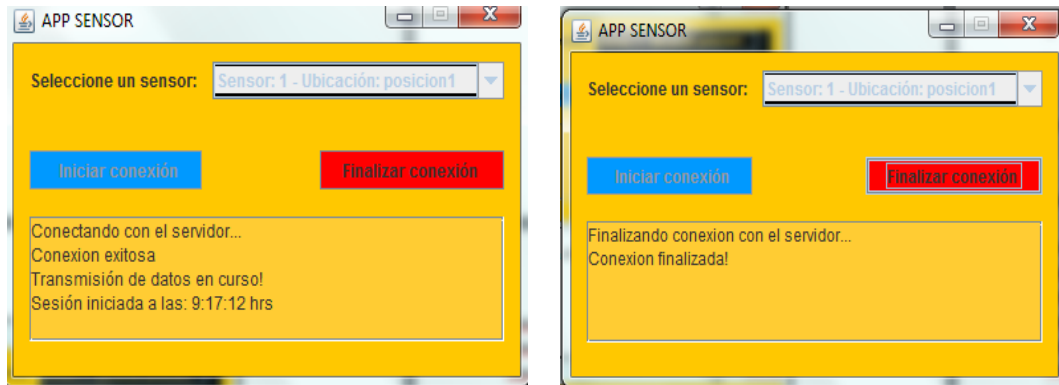 APP SENSOR
Seleccione un sensor: Sensor: 1 - Ubicación: posicion1
Iniciar conexión Finalizar conexión
Conectando con el servidor...
Conexion exitosa
Transmisión de datos en curso!
Sesión iniciada a las: 9:17:12 hrs
APP SENSOR
Seleccione un sensor: Sensor: 1 - Ubicación: posicion1
Iniciar conexión Finalizar conexión
Finalizando conexion con el servidor...
Conexion finalizada!